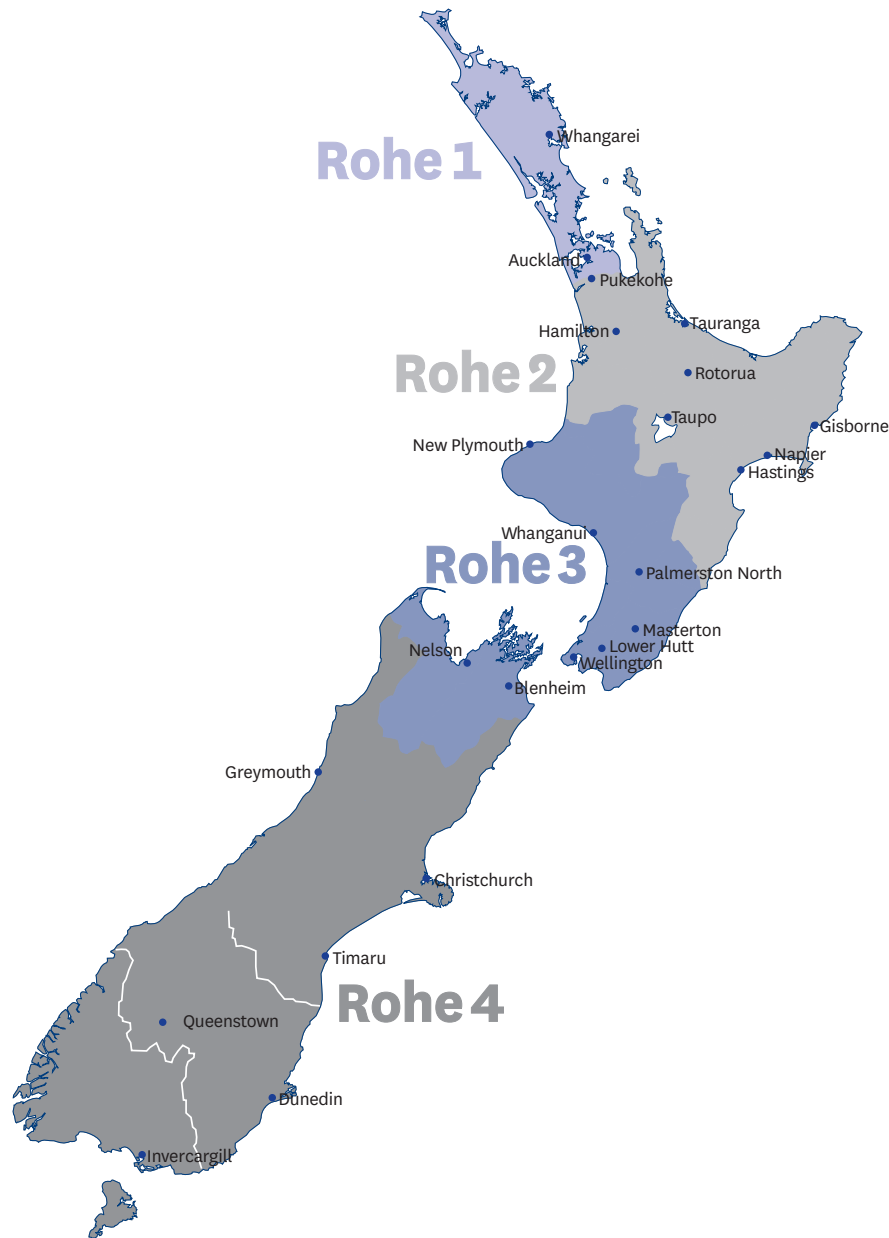 Whangarei
Rohe 1
Auckland
Pukekohe
Tauranga
Hamilton
Rohe 2
Rotorua
Taupo
Gisborne
New Plymouth
Napier
Hastings
Whanganui
Rohe 3
Palmerston North
Masterton
Lower Hutt
Nelson
Wellington
Blenheim
Greymouth
Christchurch
Timaru
Rohe 4
Queenstown
Dunedin
Invercargill